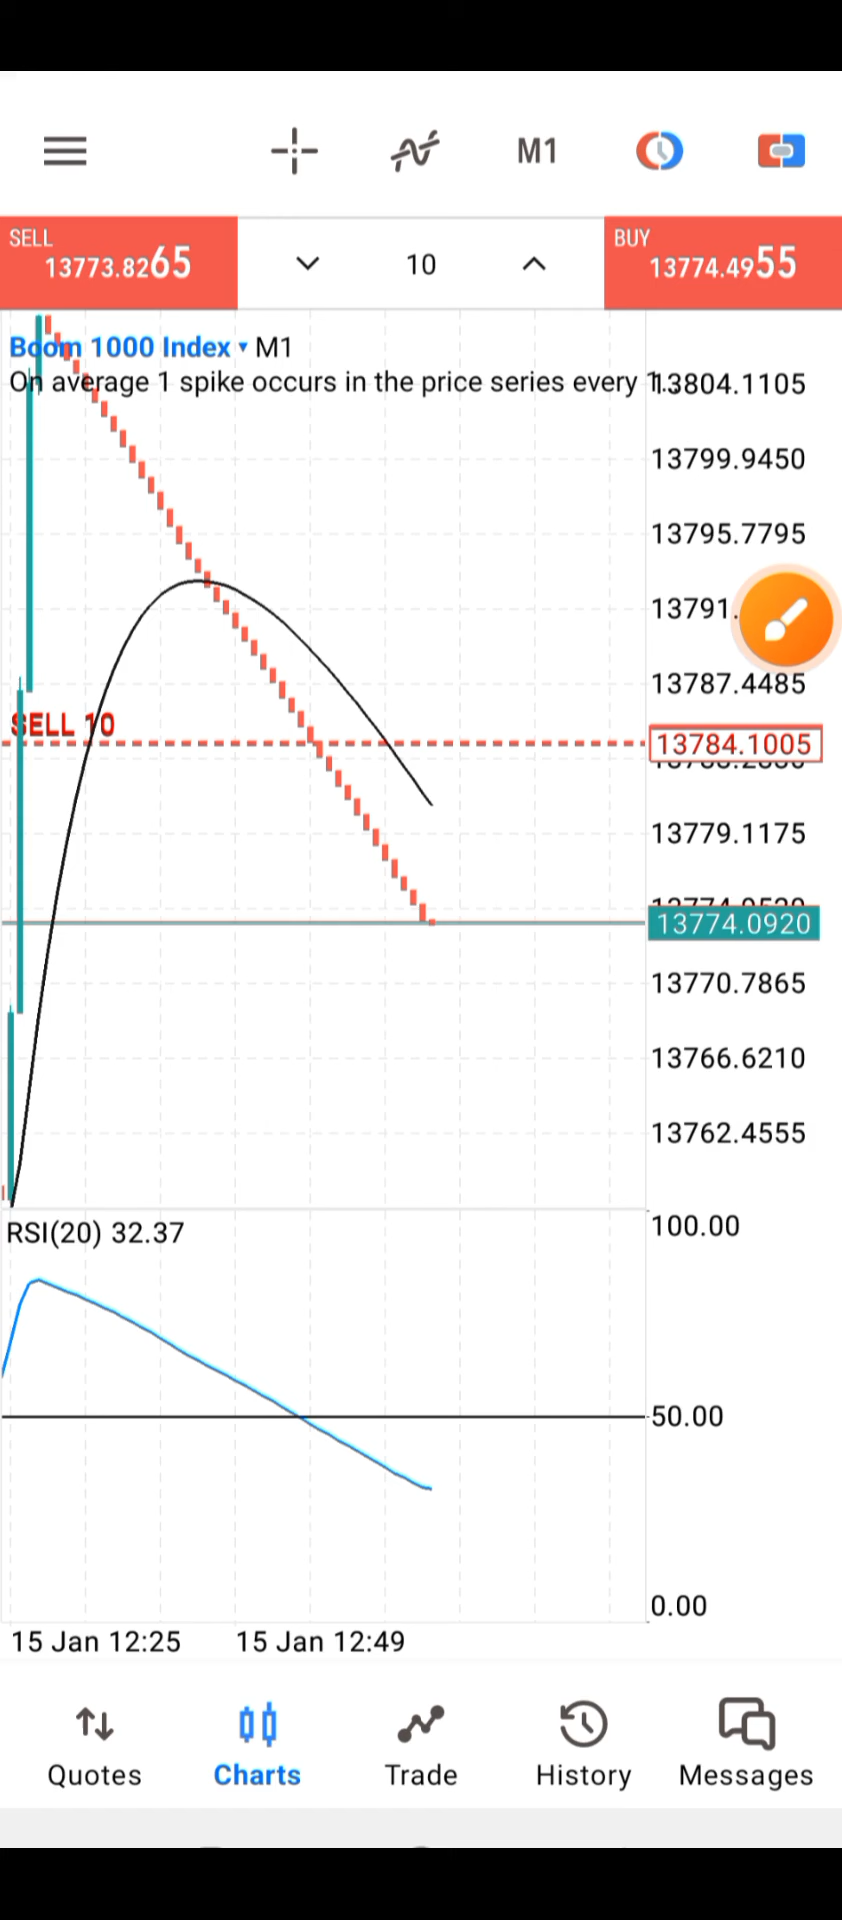 M1
SELL
13773.8265
10
BUY
13774.4955
Boom 1000 Index ▾ M1
On average 1 spike occurs in the price series every 1...
13804.1105
13799.9450
13795.7795
13791.
13787.4485
SELL 10
13784.1005
13779.1175
13774.0920
13770.7865
13766.6210
13762.4555
RSI(20) 32.37
100.00
50.00
0.00
15 Jan 12:25
15 Jan 12:49
Quotes
Charts
Trade
History
Messages